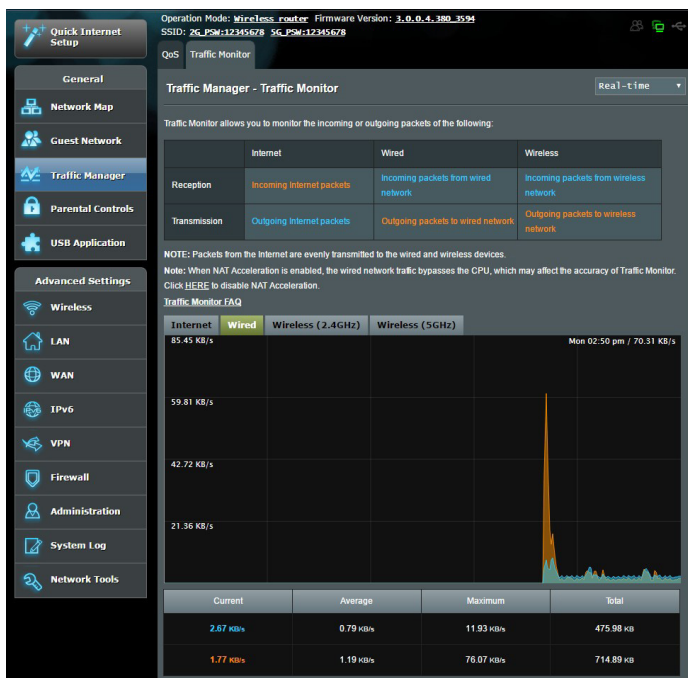 Operation Mode: Wireless router Firmware Version: 3.0.0.4.380_3594
SSID: 2G_PSW:12345678 5G_PSW:12345678
Quick Internet
Setup
General
Network Map
Guest Network
Traffic Manager
Parental Controls
USB Application
Advanced Settings
Wireless
LAN
WAN
IPv6
IPv6
VPN
Firewall
Administration
System Log
Network Tools
QoS Traffic Monitor
Traffic Manager - Traffic Monitor
Real-time
Traffic Monitor allows you to monitor the incoming or outgoing packets of the following:
Internet Wired Wireless
Reception Incoming Internet packets Incoming packets from wired network Incoming packets from wireless network
Transmission Outgoing Internet packets Outgoing packets to wired network Outgoing packets to wireless network
NOTE: Packets from the Internet are evenly transmitted to the wired and wireless devices.
Note: When NAT Acceleration is enabled, the wired network trafic bypasses the CPU, which may affect the accuracy of Traffic Monitor.
Click HERE to disable NAT Acceleration.
Traffic Monitor FAQ
Internet Wired Wireless (2.4GHz) Wireless (5GHz)
85.45 KB/s Mon 02:50 pm / 70.31 KB/s
59.81 KB/s
42.72 KB/s
21.36 KB/s
Current Average Maximum Total
2.67 KB/s 0.79 KB/s 11.93 KB/s 475.98 KB
1.77 KB/s 1.19 KB/s 76.07 KB/s 714.89 KB